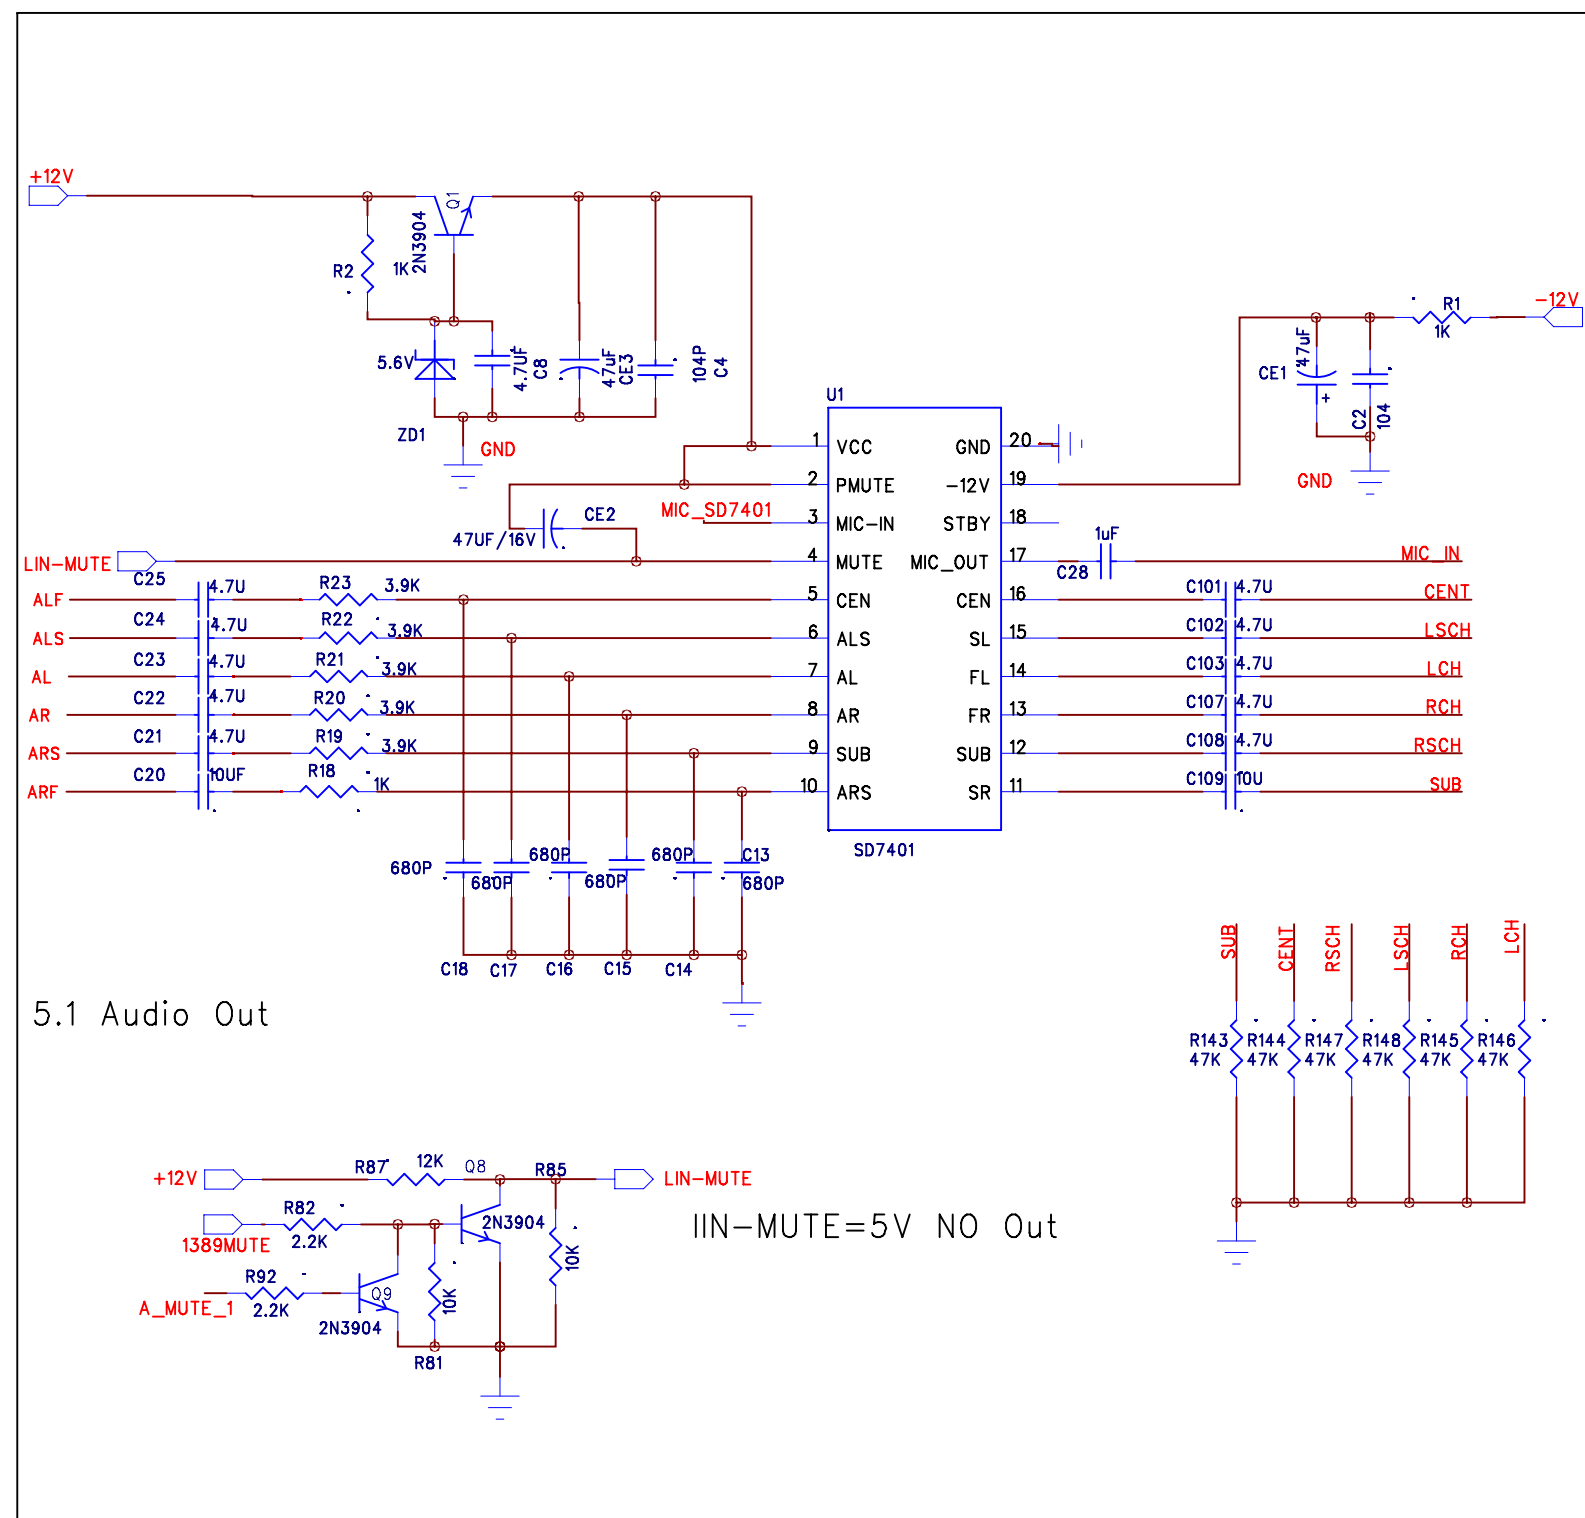 +12V
Q1
2N3904
R2
1K
5.6V
4.7UF
C8
47uF
CE3
104P
C4
ZD1
GND
-12V
R1
1K
47uF
CE1
C2
104
GND
U1
1 VCC GND 20
2 PMUTE -12V 19
3 MIC-IN STBY 18
4 MUTE MIC_OUT 17
5 CEN CEN 16
6 ALS SL 15
7 AL FL 14
8 AR FR 13
9 SUB SUB 12
10 ARS SR 11
SD7401
MIC_SD7401
CE2
47UF/16V
LIN-MUTE
1uF
C28
MIC_IN
ALF C25 4.7U R23 3.9K
ALS C24 4.7U R22 3.9K
AL C23 4.7U R21 3.9K
AR C22 4.7U R20 3.9K
ARS C21 4.7U R19 3.9K
ARF C20 10UF R18 1K
C101 4.7U CENT
C102 4.7U LSCH
C103 4.7U LCH
C107 4.7U RCH
C108 4.7U RSCH
C109 10U SUB
680P 680P 680P 680P 680P C13 680P
C18 C17 C16 C15 C14
5.1 Audio Out
SUB CENT RSCH LSCH RCH LCH
R143 R144 R147 R148 R145 R146
47K 47K 47K 47K 47K 47K
+12V R87 12K Q8 R85 LIN-MUTE
R82
2N3904
2.2K
1389MUTE
10K
IIN-MUTE=5V NO Out
R92
2.2K
A_MUTE_1
Q9
2N3904
10K
R81